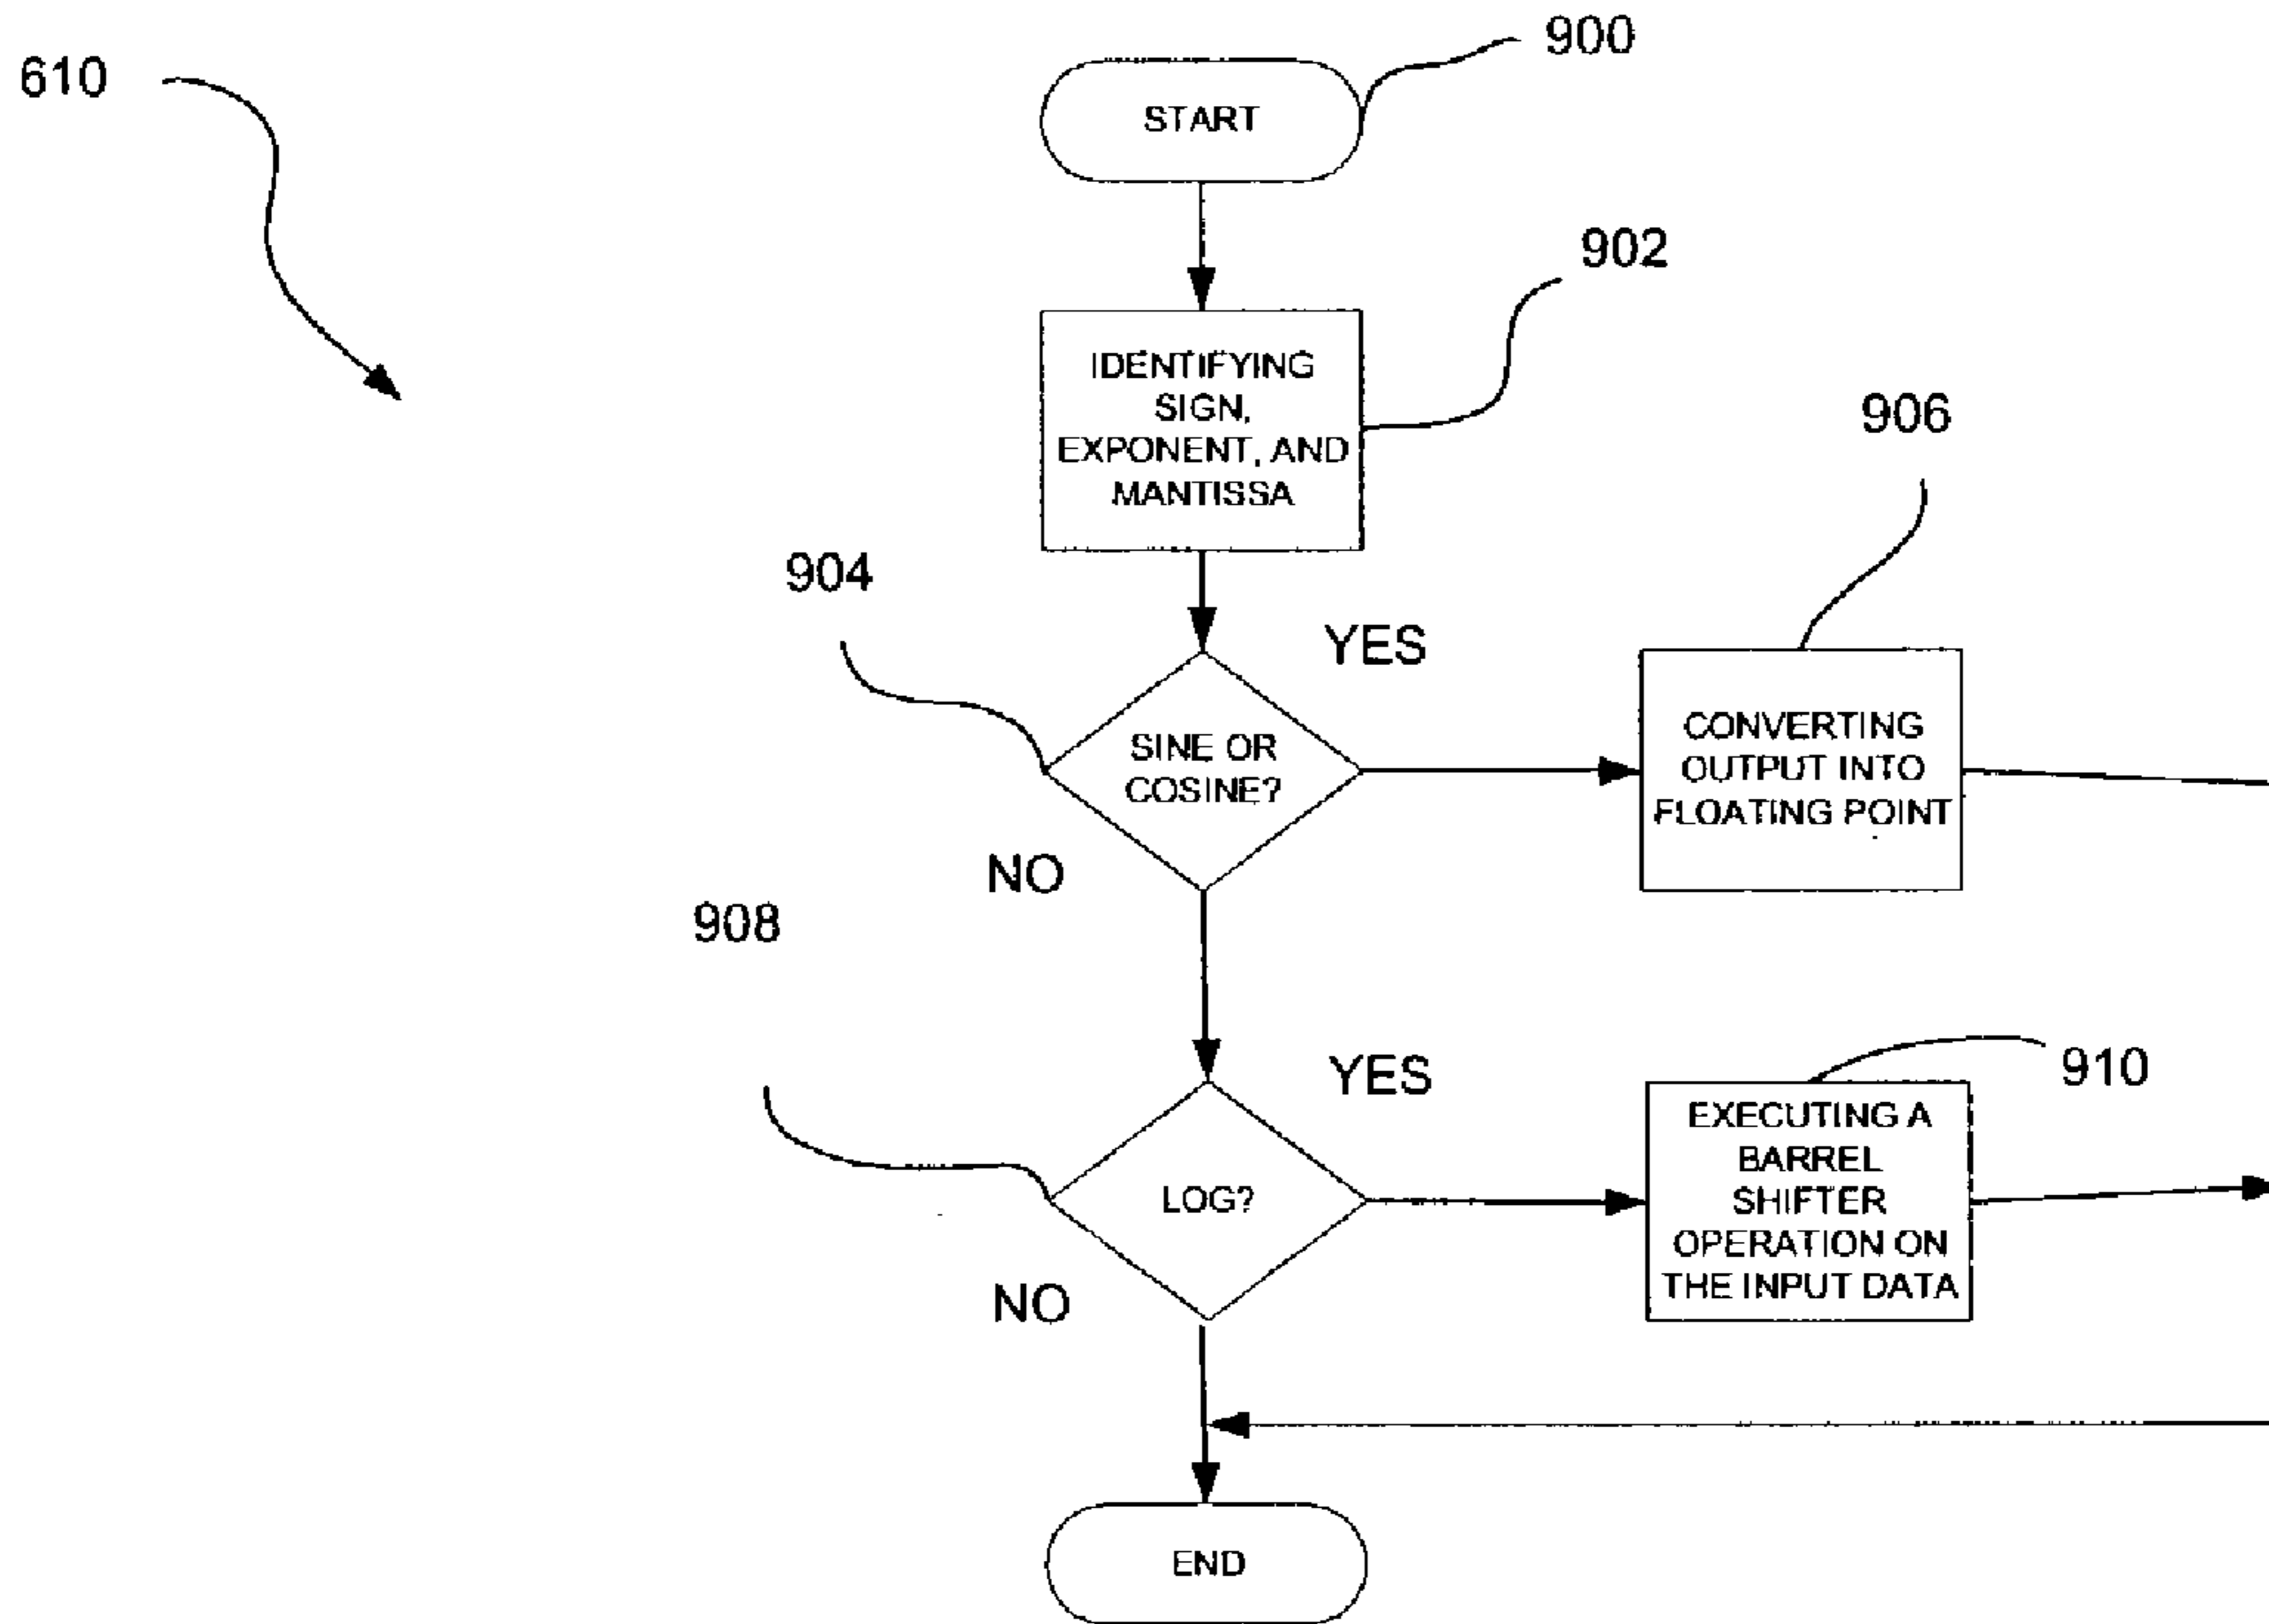 900
610
START
902
IDENTIFYING
SIGN,
EXPONENT, AND
MANTISSA
906
904
YES
SINE OR
COSINE?
CONVERTING
OUTPUT INTO
FLOATING POINT
NO
908
YES
910
LOG?
EXECUTING A
BARREL
SHIFTER
OPERATION ON
THE INPUT DATA
NO
END